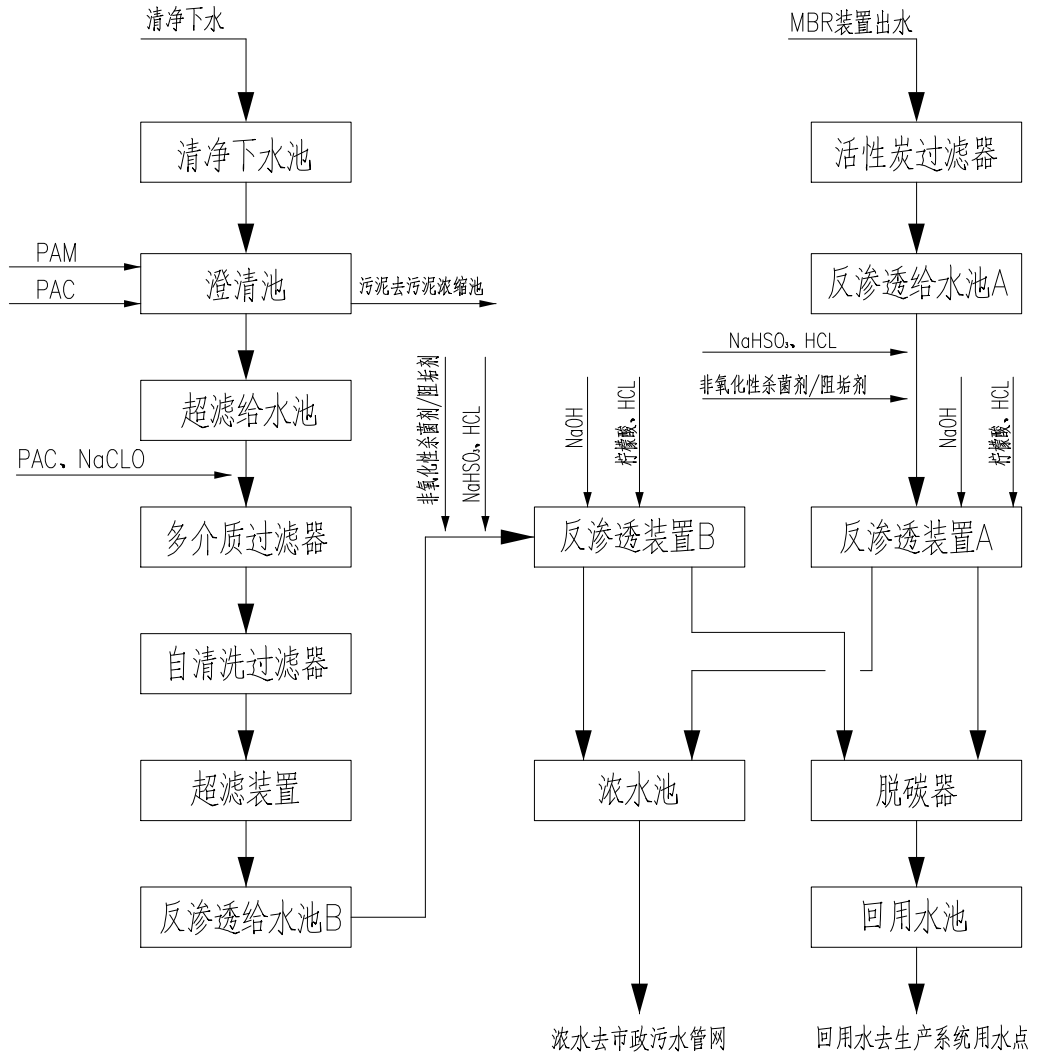 清净下水
MBR装置出水
清净下水池
活性炭过滤器
PAM
PAC
澄清池
污泥去污泥浓缩池
反渗透给水池A
NaHSO₃、HCL
非氧化性杀菌剂/阻垢剂
超滤给水池
非氧化性杀菌剂/阻垢剂
NaHSO₃、HCL
NaOH
柠檬酸、HCL
NaOH
柠檬酸、HCL
PAC、NaCLO
多介质过滤器
反渗透装置B
反渗透装置A
自清洗过滤器
超滤装置
浓水池
脱碳器
反渗透给水池B
回用水池
浓水去市政污水管网
回用水去生产系统用水点